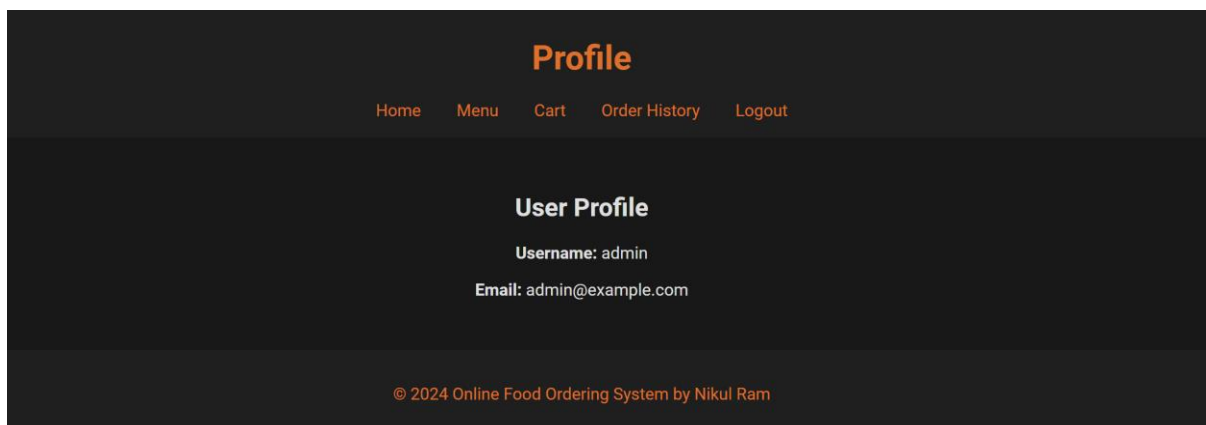 Profile
Home Menu Cart Order History Logout
User Profile
Username: admin
Email: admin@example.com
© 2024 Online Food Ordering System by Nikul Ram